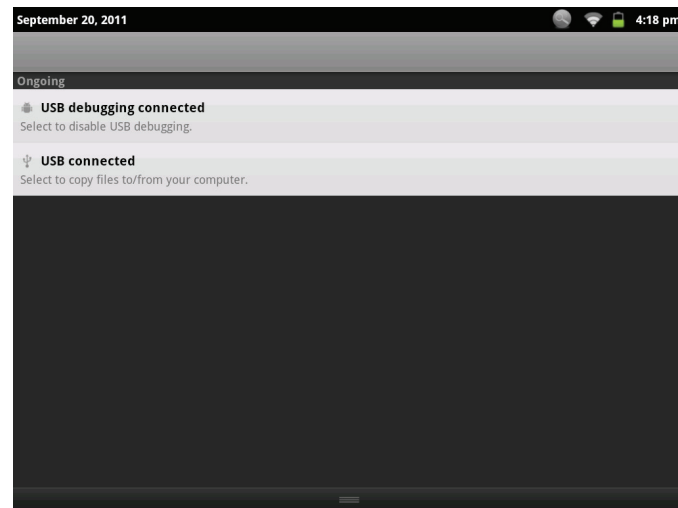 September 20, 2011 4:18 pm
Ongoing
USB debugging connected
Select to disable USB debugging.
USB connected
Select to copy files to/from your computer.